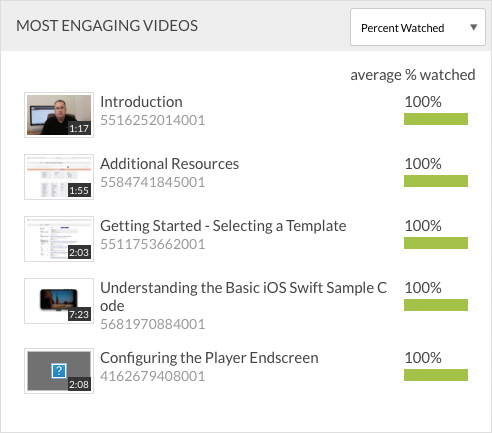 MOST ENGAGING VIDEOS
Percent Watched
average % watched
Introduction
100%
5516252014001
1:17
Additional Resources
100%
5584741845001
1:55
Getting Started - Selecting a Template
100%
5511753662001
2:03
Understanding the Basic iOS Swift Sample C
100%
ode
7:23
5681970884001
Configuring the Player Endscreen
100%
?
4162679408001
2:08